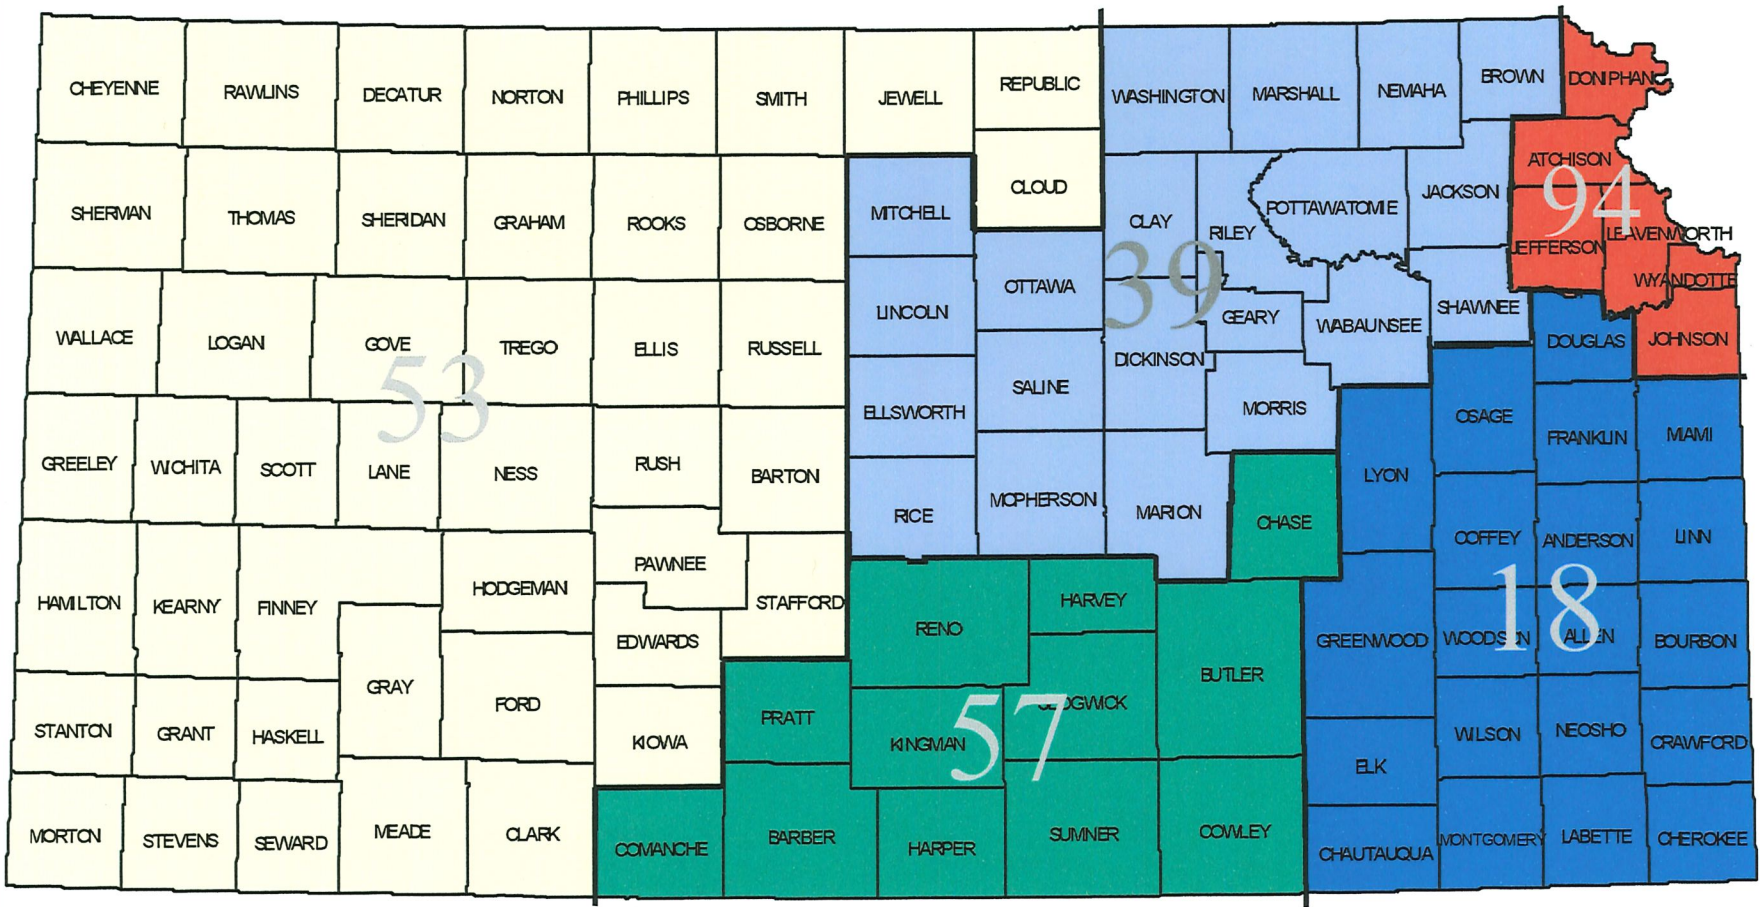 CHEYENNE
RAWLINS
DECATUR
NORTON
PHILLIPS
SMITH
JEWELL
REPUBLIC
WASHINGTON
MARSHALL
NEMAHA
BROWN
DONIPHAN
SHERMAN
THOMAS
SHERIDAN
GRAHAM
ROOKS
OSBORNE
MITCHELL
CLOUD
CLAY
RILEY
POTTAWATOMIE
JACKSON
ATCHISON
94
JEFFERSON
LEAVENWORTH
WYANDOTTE
WALLACE
LOGAN
GOVE
TREGO
ELLIS
RUSSELL
LINCOLN
OTTAWA
39
GEARY
WABAUNSEE
SHAWNEE
DOUGLAS
JOHNSON
53
ELLSWORTH
SALINE
DICKINSON
MORRIS
OSAGE
FRANKLIN
MIAMI
GREELEY
WICHITA
SCOTT
LANE
NESS
RUSH
BARTON
RICE
MCPHERSON
MARION
CHASE
LYON
COFFEY
ANDERSON
LINN
HAMILTON
KEARNY
FINNEY
HODGEMAN
PAWNEE
STAFFORD
EDWARDS
RENO
HARVEY
BUTLER
GREENWOOD
WOODSON
18
ALLEN
BOURBON
STANTON
GRANT
HASKELL
GRAY
FORD
KIOWA
PRATT
KINGMAN
57
SEDGWICK
ELK
WILSON
NEOSHO
CRAWFORD
MORTON
STEVENS
SEWARD
MEADE
CLARK
COMANCHE
BARBER
HARPER
SUMNER
COWLEY
CHAUTAUQUA
MONTGOMERY
LABETTE
CHEROKEE